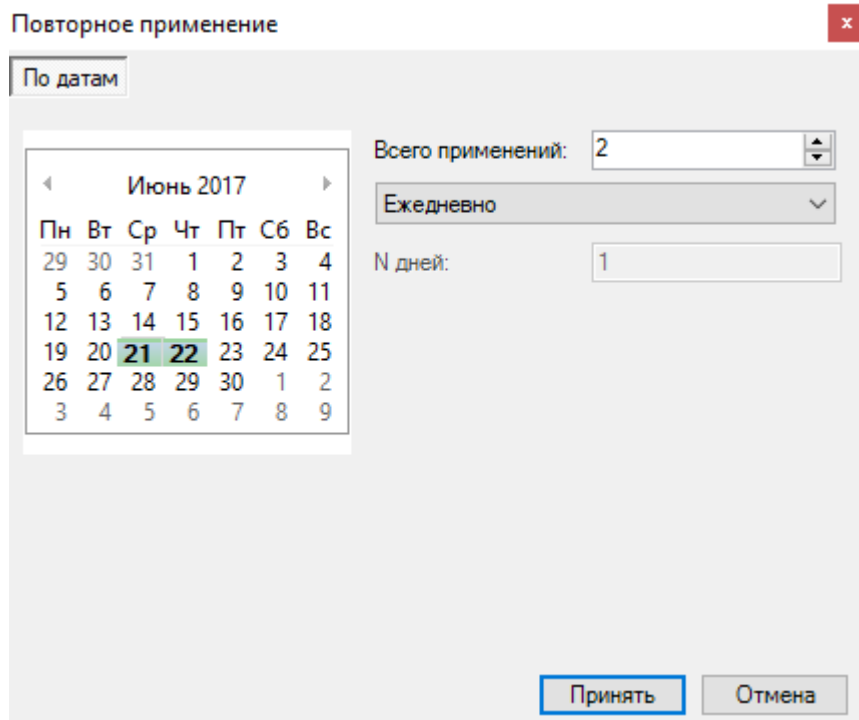 Повторное применение
x
По датам
Июнь 2017
Пн Вт Ср Чт Пт Сб Вс
29 30 31 1 2 3 4
5 6 7 8 9 10 11
12 13 14 15 16 17 18
19 20 21 22 23 24 25
26 27 28 29 30 1 2
3 4 5 6 7 8 9
Всего применений: 2
Ежедневно
N дней: 1
Принять Отмена